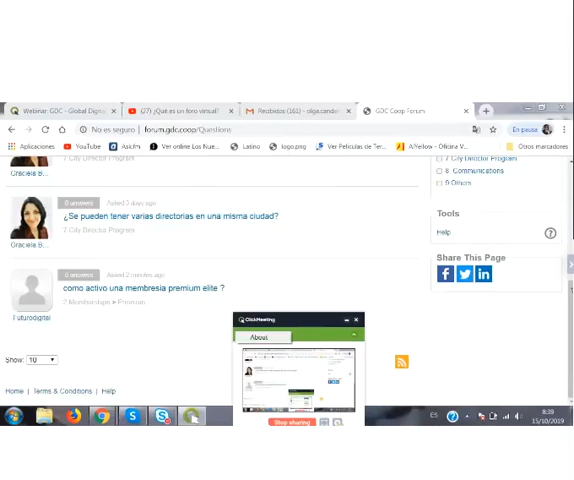 Webinar: GDC - Global Digita
(27) ¿Qué es un foro virtual?
Recibidos (161) - olga.cande
GDC Coop Forum
No es seguro | forum.gdc.coop/Questions
En pausa
Aplicaciones
YouTube
Ask.fm
Ver online Los Nue...
Latino
logo.png
Ver Peliculas de Ter...
AiYellow - Oficina V...
Otros marcadores
Graciela B...
7 City Director Program
7 City Director Program
8 Communications
9 Others
0 answers Asked 3 days ago
¿Se pueden tener varias directorias en una misma ciudad?
7 City Director Program
Graciela B...
Tools
Help
Share This Page
0 answers Asked 2 minutes ago
como activo una membresia premium elite ?
2 Memberships > Premium
Futurodigital
ClickMeeting
About
Stop sharing
Show: 10
Home | Terms & Conditions | Help
ES
8:39
15/10/2019